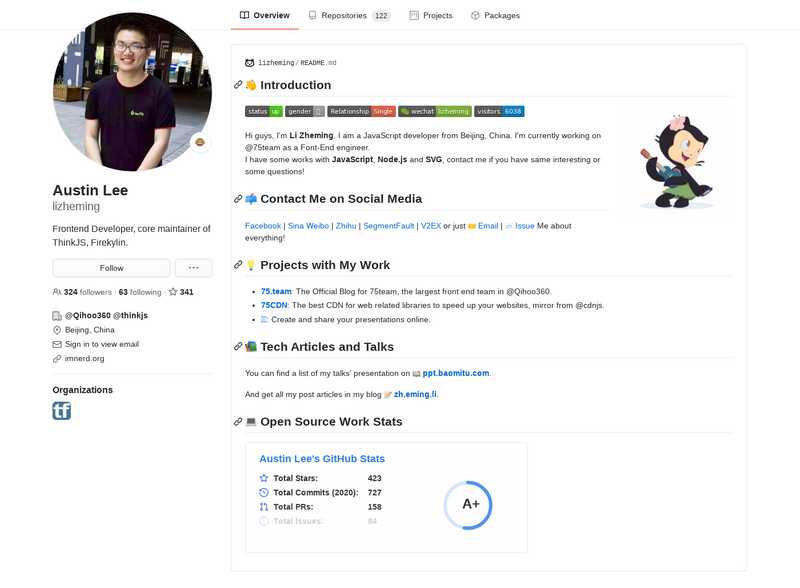 Overview
Repositories 122
Projects
Packages
Austin Lee
lizheming
Frontend Developer, core maintainer of
ThinkJS, Firekylin.
Follow
324 followers · 63 following · 341
@Qihoo360 @thinkjs
Beijing, China
Sign in to view email
imnerd.org
Organizations
tf
lizheming / README.md
👋 Introduction
status up gender Relationship Single wechat lizheming visitors 6038
Hi guys, I'm Li Zheming. I am a JavaScript developer from Beijing, China. I'm currently working on
@75team as a Font-End engineer.
I have some works with JavaScript, Node.js and SVG, contact me if you have same interesting or
some questions!
📫 Contact Me on Social Media
Facebook | Sina Weibo | Zhihu | SegmentFault | V2EX or just Email | Issue Me about
everything!
💡 Projects with My Work
• 75.team: The Official Blog for 75team, the largest front end team in @Qihoo360.
• 75CDN: The best CDN for web related libraries to speed up your websites, mirror from @cdnjs.
• Create and share your presentations online.
📚 Tech Articles and Talks
You can find a list of my talks' presentation on 📖 ppt.baomitu.com.
And get all my post articles in my blog 📝 zh.eming.li.
💻 Open Source Work Stats
Austin Lee's GitHub Stats
Total Stars: 423
Total Commits (2020): 727
Total PRs: 158
Total Issues: 84
A+